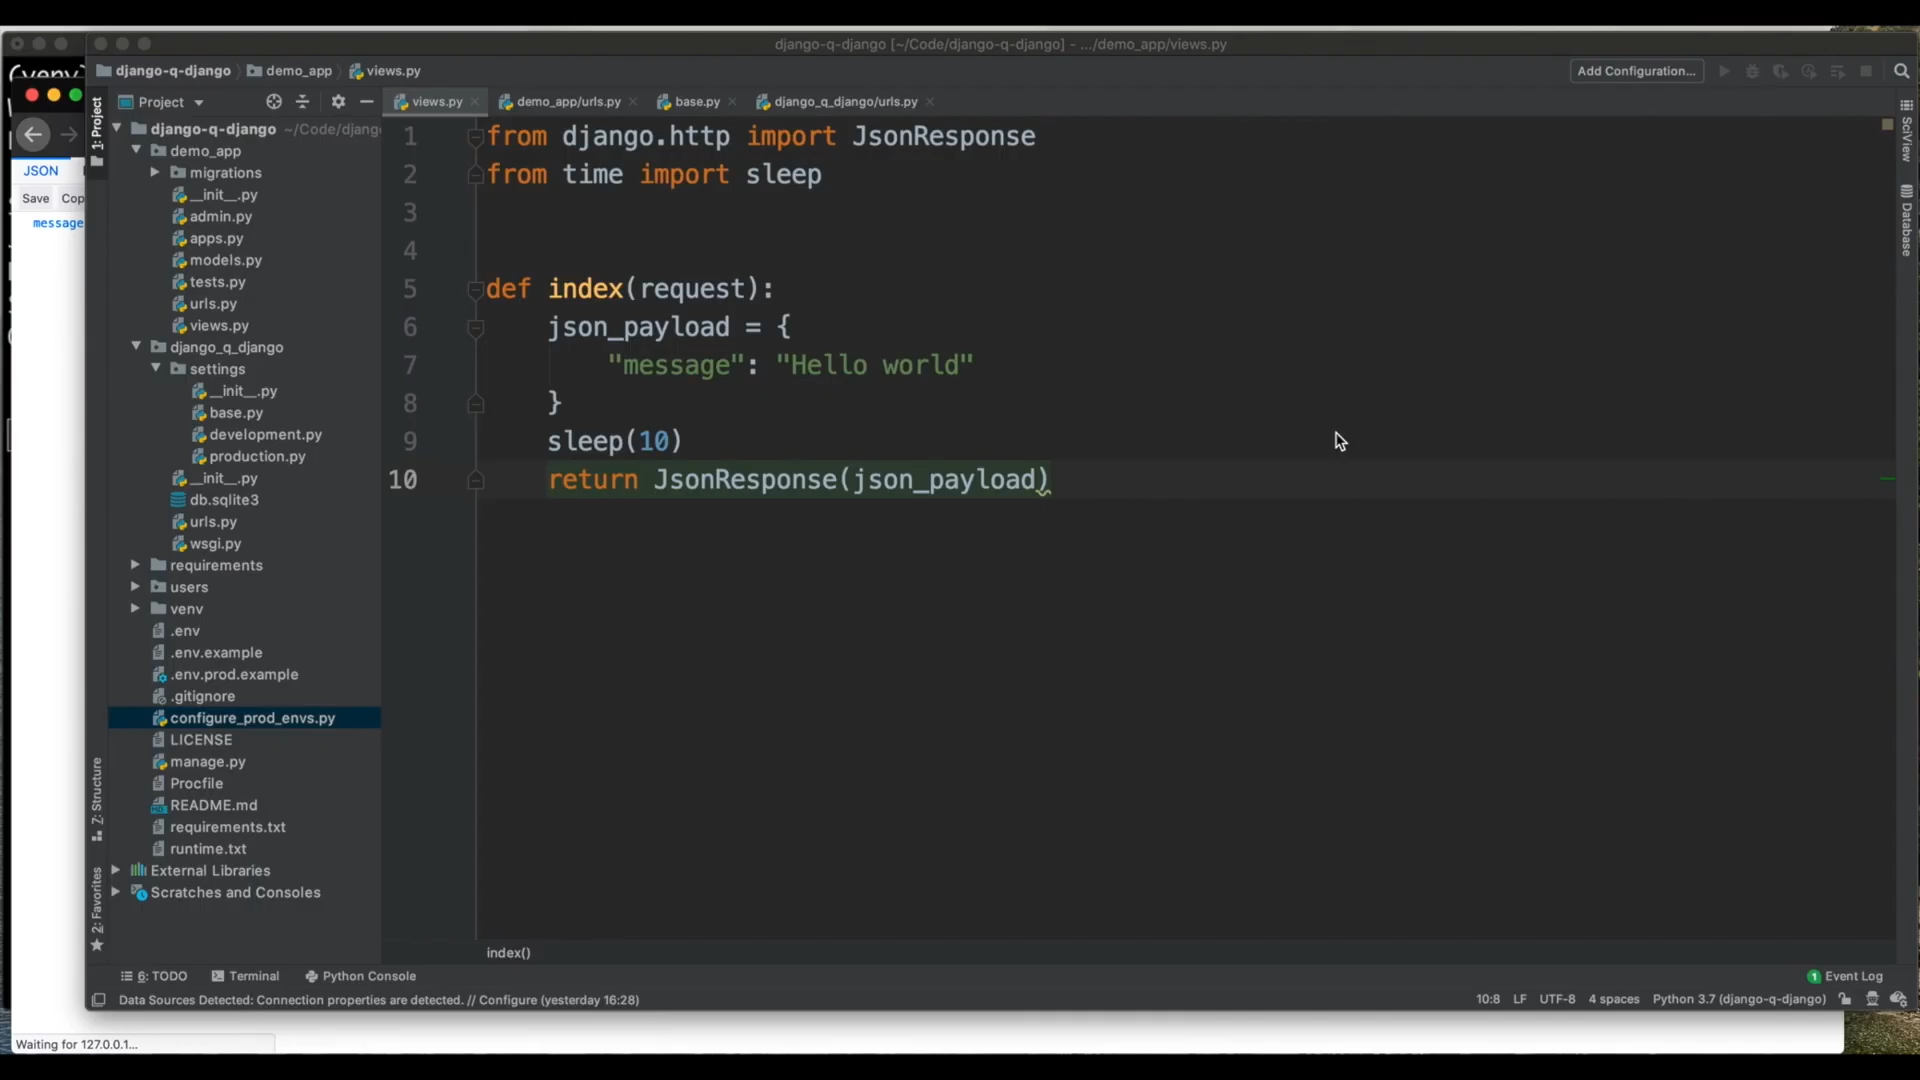 django-q-django [~/Code/django-q-django] - .../demo_app/views.py
django-q-django demo_app views.py
Add Configuration...
1: Project
Project
views.py demo_app/urls.py base.py django_q_django/urls.py
JSON
Save Cop
message
django-q-django ~/Code/djang
demo_app
migrations
__init__.py
admin.py
apps.py
models.py
tests.py
urls.py
views.py
django_q_django
settings
__init__.py
base.py
development.py
production.py
__init__.py
db.sqlite3
urls.py
wsgi.py
requirements
users
venv
.env
.env.example
.env.prod.example
.gitignore
configure_prod_envs.py
LICENSE
manage.py
Procfile
README.md
requirements.txt
runtime.txt
External Libraries
Scratches and Consoles
1 from django.http import JsonResponse
2 from time import sleep
3
4
5 def index(request):
6 json_payload = {
7 "message": "Hello world"
8 }
9 sleep(10)
10 return JsonResponse(json_payload)
SciView
Database
Z: Structure
2: Favorites
index()
6: TODO Terminal Python Console
1 Event Log
Data Sources Detected: Connection properties are detected. // Configure (yesterday 16:28)
10:8 LF UTF-8 4 spaces Python 3.7 (django-q-django)
Waiting for 127.0.0.1...